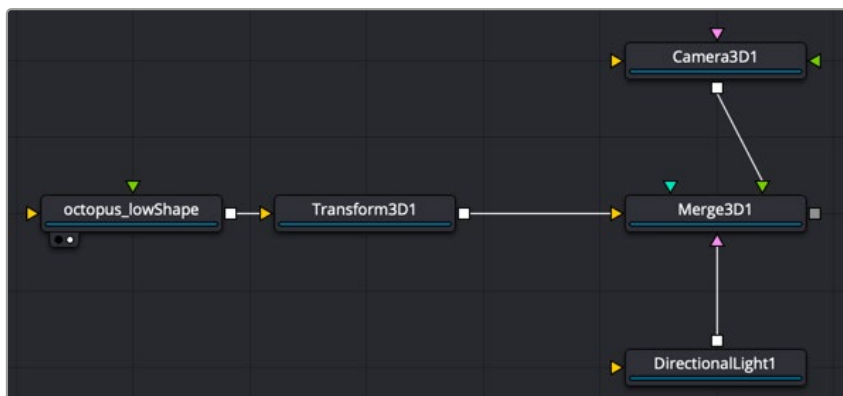 Camera3D1
octopus_lowShape
Transform3D1
Merge3D1
DirectionalLight1